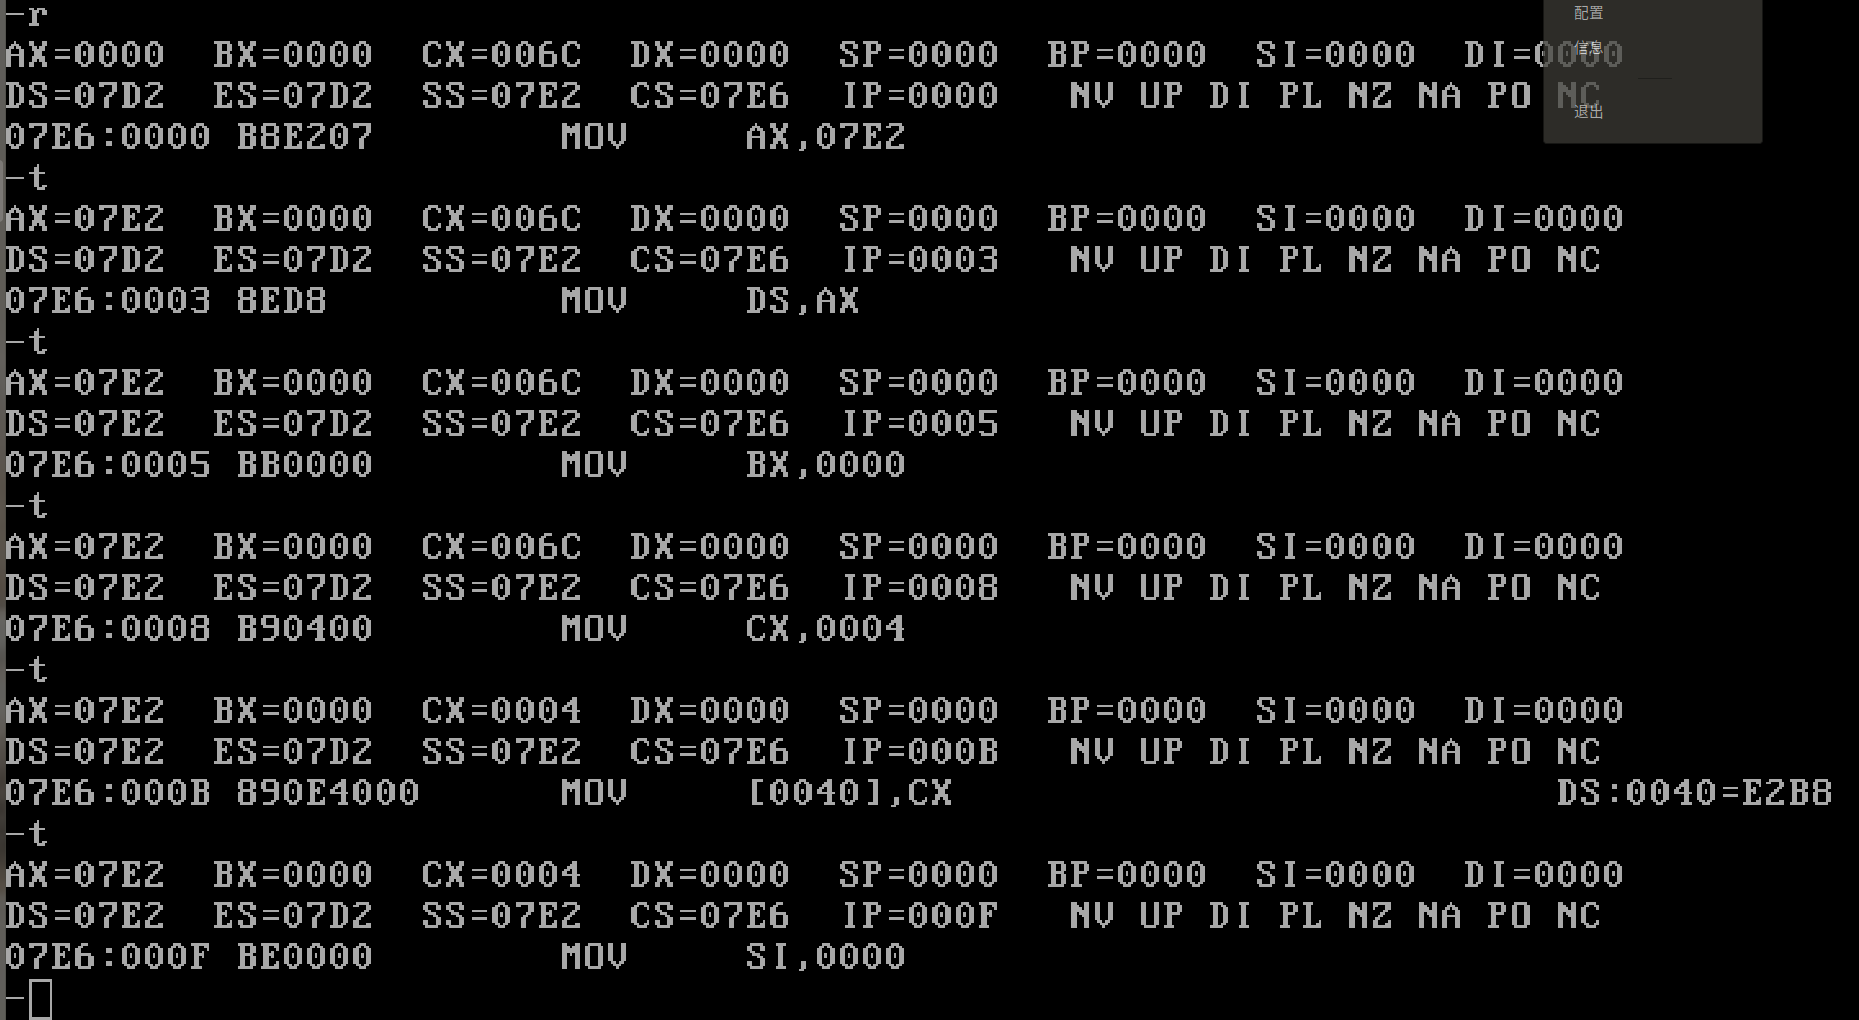 -r
AX=0000  BX=0000  CX=006C  DX=0000  SP=0000  BP=0000  SI=0000  DI=0000
DS=07D2  ES=07D2  SS=07E2  CS=07E6  IP=0000   NV UP DI PL NZ NA PO NC
07E6:0000 B8E207        MOV     AX,07E2
-t
AX=07E2  BX=0000  CX=006C  DX=0000  SP=0000  BP=0000  SI=0000  DI=0000
DS=07D2  ES=07D2  SS=07E2  CS=07E6  IP=0003   NV UP DI PL NZ NA PO NC
07E6:0003 8ED8          MOV     DS,AX
-t
AX=07E2  BX=0000  CX=006C  DX=0000  SP=0000  BP=0000  SI=0000  DI=0000
DS=07E2  ES=07D2  SS=07E2  CS=07E6  IP=0005   NV UP DI PL NZ NA PO NC
07E6:0005 BB0000        MOV     BX,0000
-t
AX=07E2  BX=0000  CX=006C  DX=0000  SP=0000  BP=0000  SI=0000  DI=0000
DS=07E2  ES=07D2  SS=07E2  CS=07E6  IP=0008   NV UP DI PL NZ NA PO NC
07E6:0008 B90400        MOV     CX,0004
-t
AX=07E2  BX=0000  CX=0004  DX=0000  SP=0000  BP=0000  SI=0000  DI=0000
DS=07E2  ES=07D2  SS=07E2  CS=07E6  IP=000B   NV UP DI PL NZ NA PO NC
07E6:000B 890E4000      MOV     [0040],CX                          DS:0040=E2B8
-t
AX=07E2  BX=0000  CX=0004  DX=0000  SP=0000  BP=0000  SI=0000  DI=0000
DS=07E2  ES=07D2  SS=07E2  CS=07E6  IP=000F   NV UP DI PL NZ NA PO NC
07E6:000F BE0000        MOV     SI,0000
-
配置
信息
退出